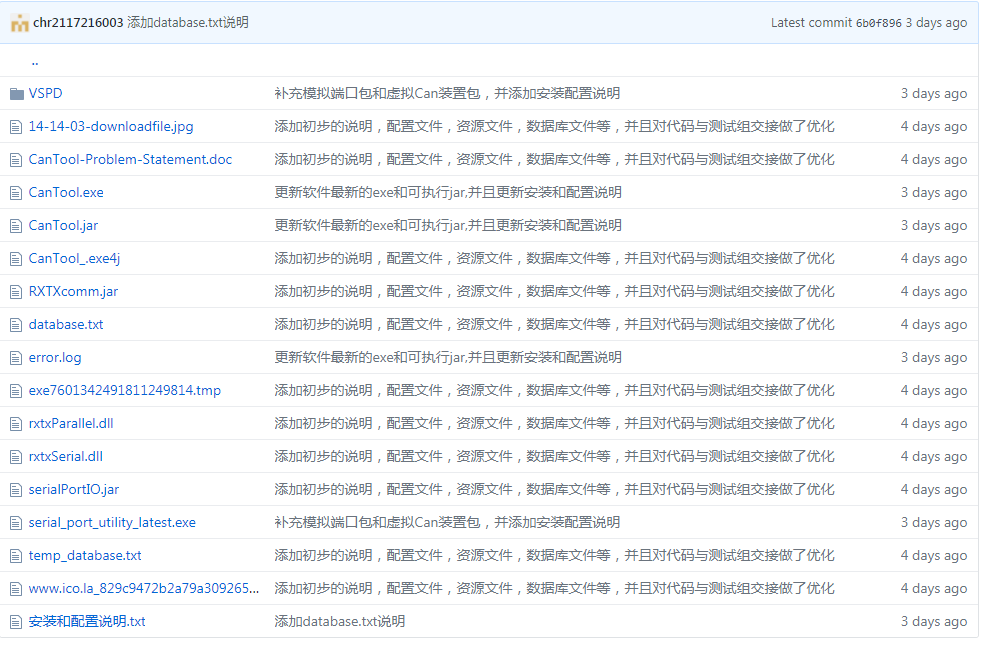 chr2117216003 添加database.txt说明 Latest commit 6b0f896 3 days ago
..
VSPD 补充模拟端口包和虚拟Can装置包，并添加安装配置说明 3 days ago
14-14-03-downloadfile.jpg 添加初步的说明，配置文件，资源文件，数据库文件等，并且对代码与测试组交接做了优化 4 days ago
CanTool-Problem-Statement.doc 添加初步的说明，配置文件，资源文件，数据库文件等，并且对代码与测试组交接做了优化 4 days ago
CanTool.exe 更新软件最新的exe和可执行jar,并且更新安装和配置说明 3 days ago
CanTool.jar 更新软件最新的exe和可执行jar,并且更新安装和配置说明 3 days ago
CanTool_.exe4j 添加初步的说明，配置文件，资源文件，数据库文件等，并且对代码与测试组交接做了优化 4 days ago
RXTXcomm.jar 添加初步的说明，配置文件，资源文件，数据库文件等，并且对代码与测试组交接做了优化 4 days ago
database.txt 添加初步的说明，配置文件，资源文件，数据库文件等，并且对代码与测试组交接做了优化 4 days ago
error.log 更新软件最新的exe和可执行jar,并且更新安装和配置说明 3 days ago
exe7601342491811249814.tmp 添加初步的说明，配置文件，资源文件，数据库文件等，并且对代码与测试组交接做了优化 4 days ago
rxtxParallel.dll 添加初步的说明，配置文件，资源文件，数据库文件等，并且对代码与测试组交接做了优化 4 days ago
rxtxSerial.dll 添加初步的说明，配置文件，资源文件，数据库文件等，并且对代码与测试组交接做了优化 4 days ago
serialPortIO.jar 添加初步的说明，配置文件，资源文件，数据库文件等，并且对代码与测试组交接做了优化 4 days ago
serial_port_utility_latest.exe 补充模拟端口包和虚拟Can装置包，并添加安装配置说明 3 days ago
temp_database.txt 添加初步的说明，配置文件，资源文件，数据库文件等，并且对代码与测试组交接做了优化 4 days ago
www.ico.la_829c9472b2a79a309265... 添加初步的说明，配置文件，资源文件，数据库文件等，并且对代码与测试组交接做了优化 4 days ago
安装和配置说明.txt 添加database.txt说明 3 days ago